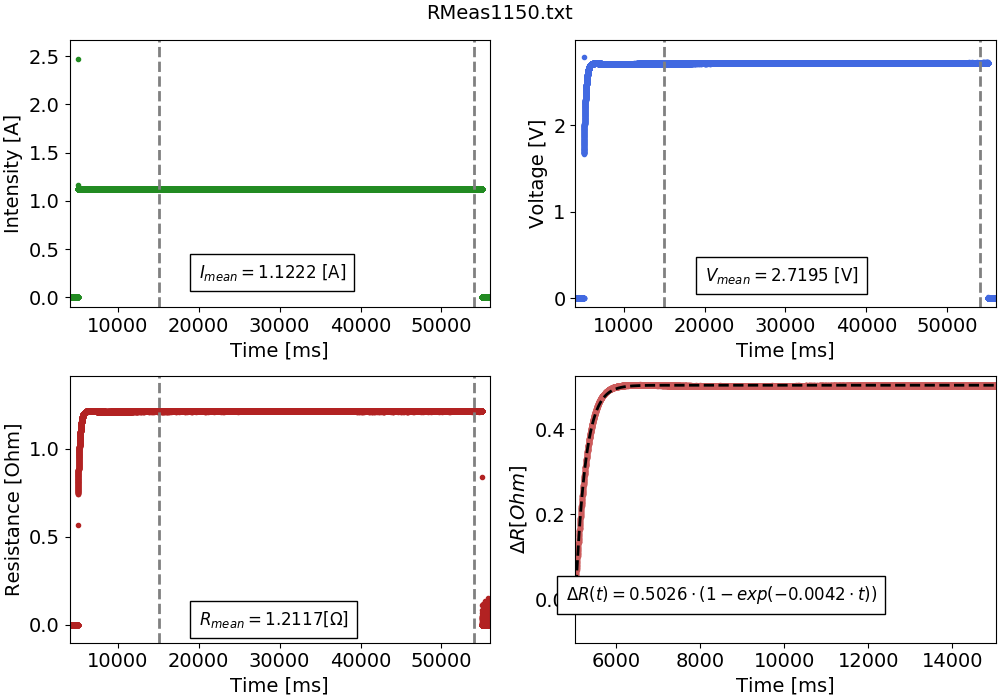 RMeas1150.txt
Intensity [A]
2.5
2.0
1.5
1.0
0.5
0.0
I_mean = 1.1222 [A]
10000 20000 30000 40000 50000
Time [ms]
Voltage [V]
2
1
0
V_mean = 2.7195 [V]
10000 20000 30000 40000 50000
Time [ms]
Resistance [Ohm]
1.0
0.5
0.0
R_mean = 1.2117[Ω]
10000 20000 30000 40000 50000
Time [ms]
ΔR[Ohm]
0.4
0.2
0.0
ΔR(t) = 0.5026 · (1 − exp(−0.0042 · t))
6000 8000 10000 12000 14000
Time [ms]